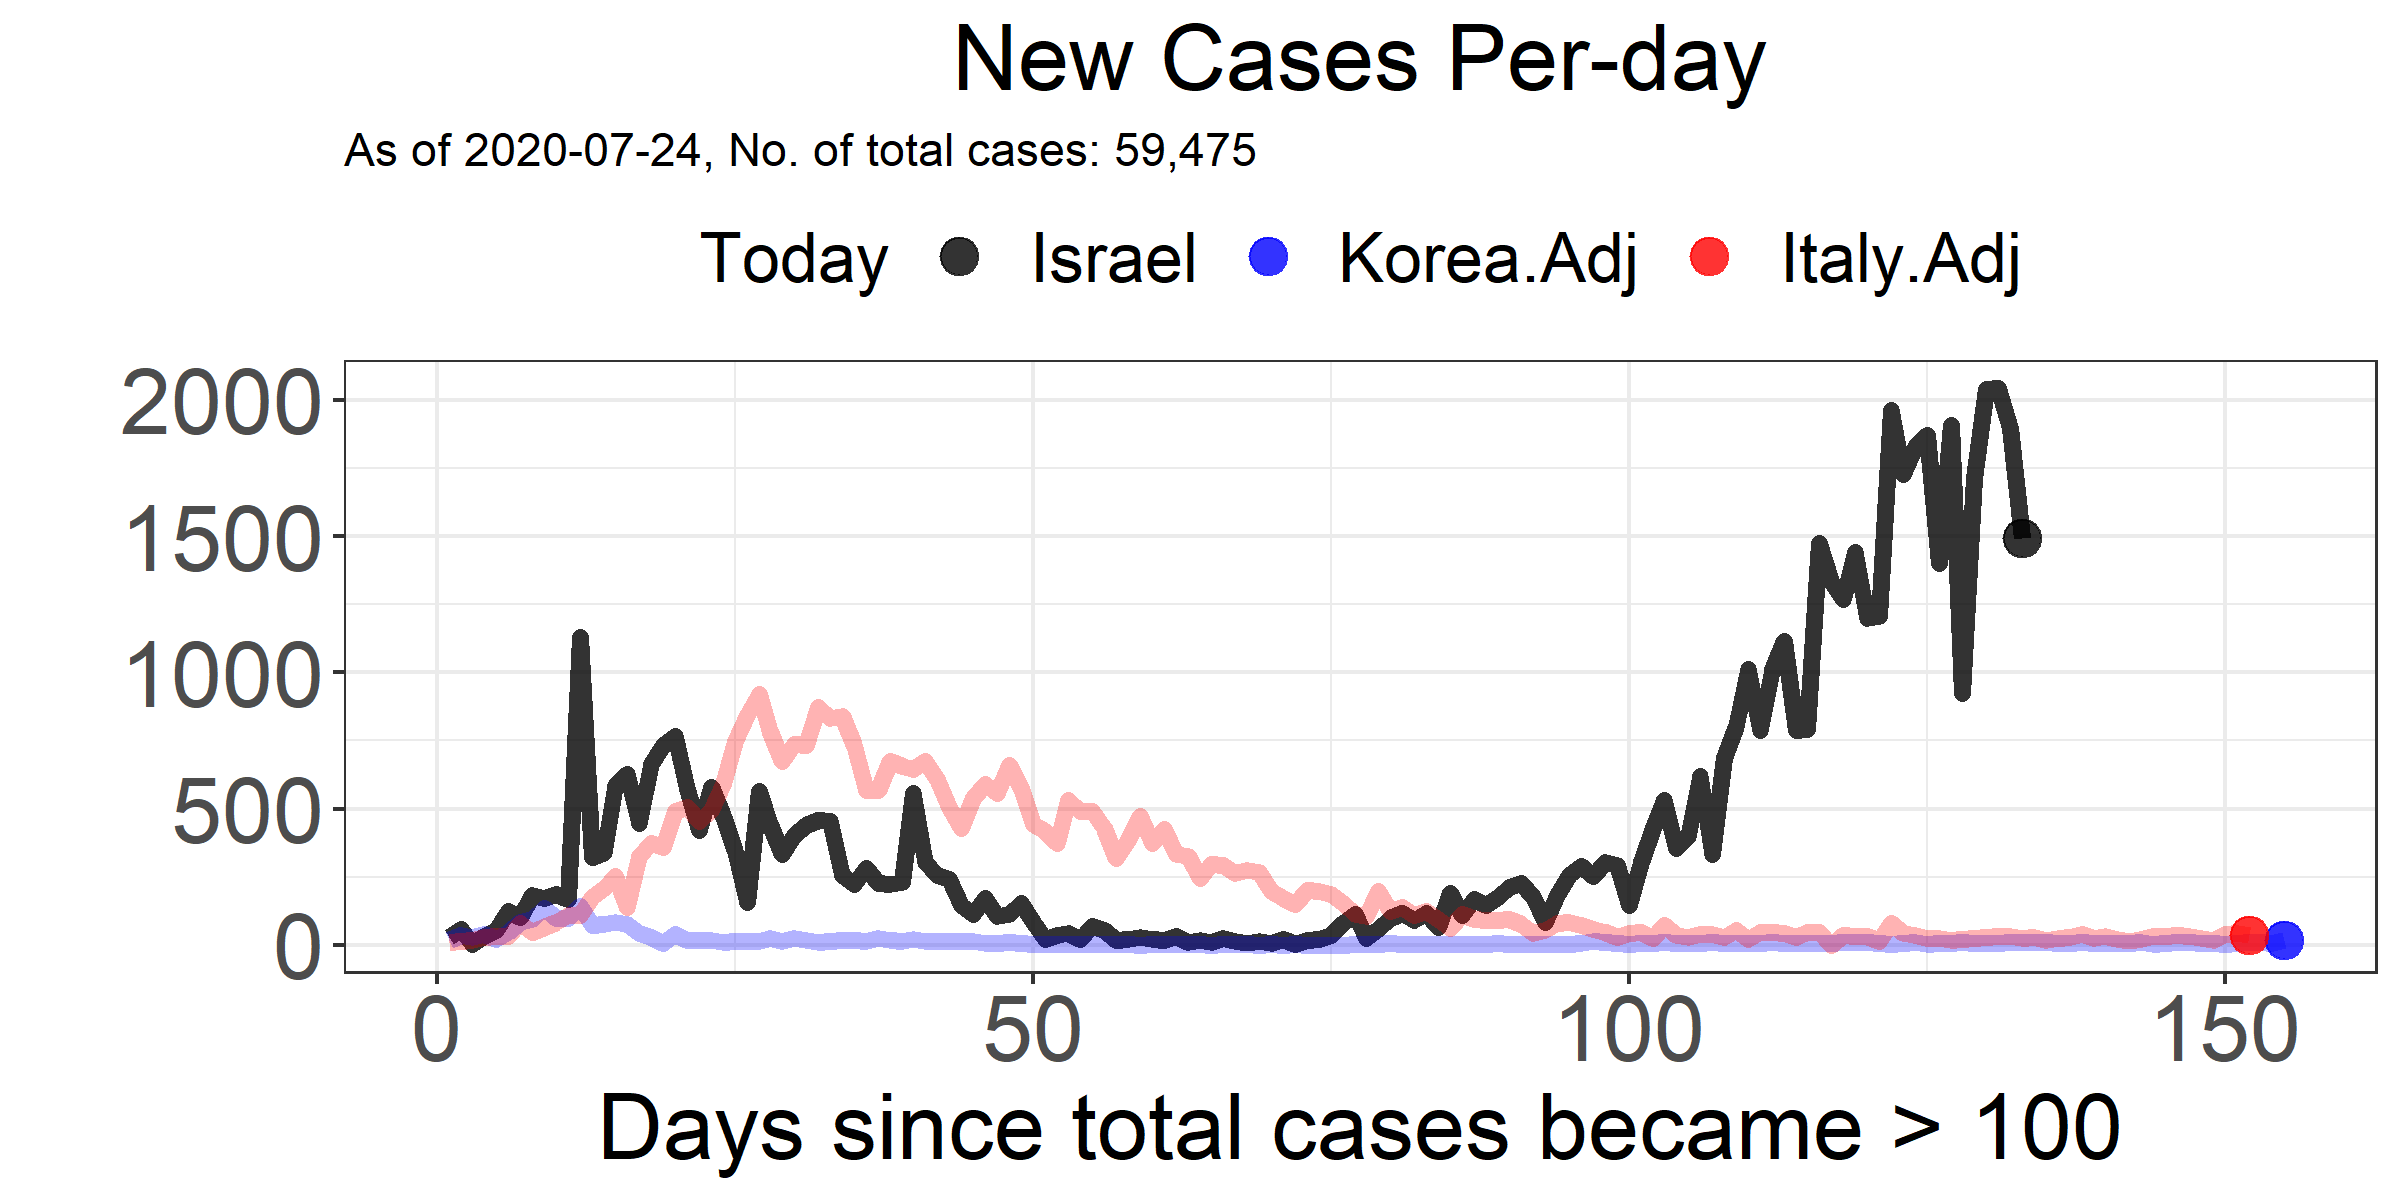 New Cases Per-day
As of 2020-07-24, No. of total cases: 59,475
Today Israel Korea.Adj Italy.Adj
2000
1500
1000
500
0
0 50 100 150
Days since total cases became > 100